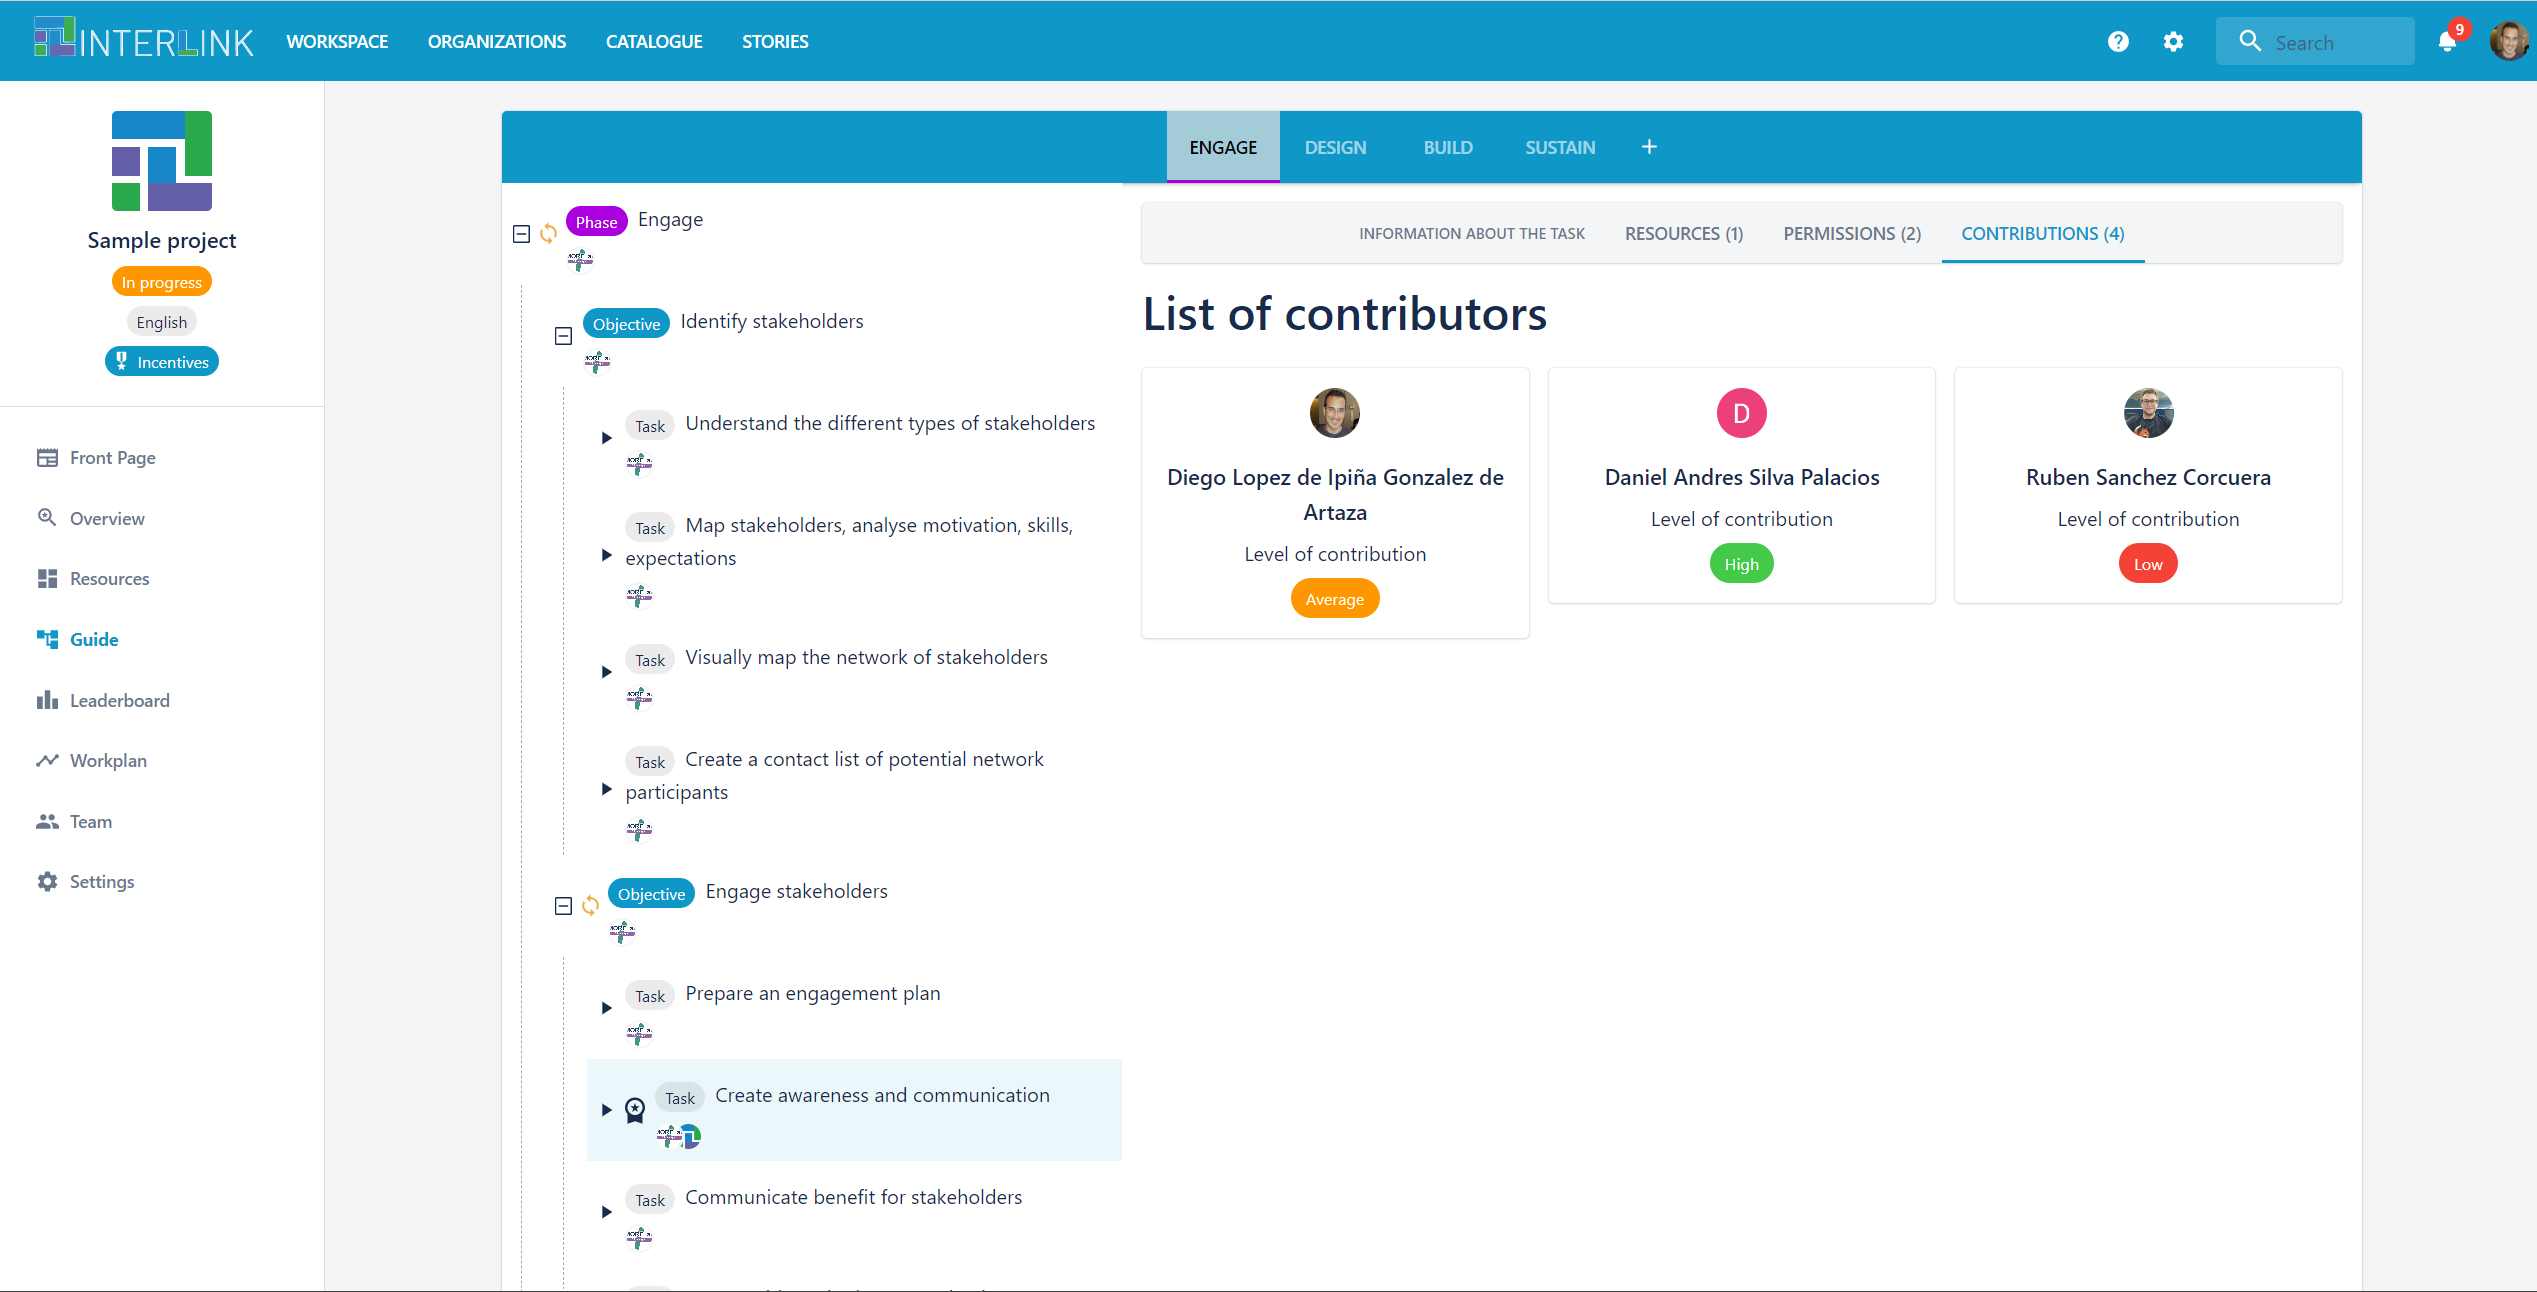 INTERLINK
WORKSPACE
ORGANIZATIONS
CATALOGUE
STORIES
Search
9
Sample project
In progress
English
Incentives
Front Page
Overview
Resources
Guide
Leaderboard
Workplan
Team
Settings
ENGAGE
DESIGN
BUILD
SUSTAIN
+
Phase Engage
Objective Identify stakeholders
Task Understand the different types of stakeholders
Task Map stakeholders, analyse motivation, skills,
expectations
Task Visually map the network of stakeholders
Task Create a contact list of potential network
participants
Objective Engage stakeholders
Task Prepare an engagement plan
Task Create awareness and communication
Task Communicate benefit for stakeholders
INFORMATION ABOUT THE TASK
RESOURCES (1)
PERMISSIONS (2)
CONTRIBUTIONS (4)
List of contributors
Diego Lopez de Ipiña Gonzalez de
Artaza
Level of contribution
Average
D
Daniel Andres Silva Palacios
Level of contribution
High
Ruben Sanchez Corcuera
Level of contribution
Low